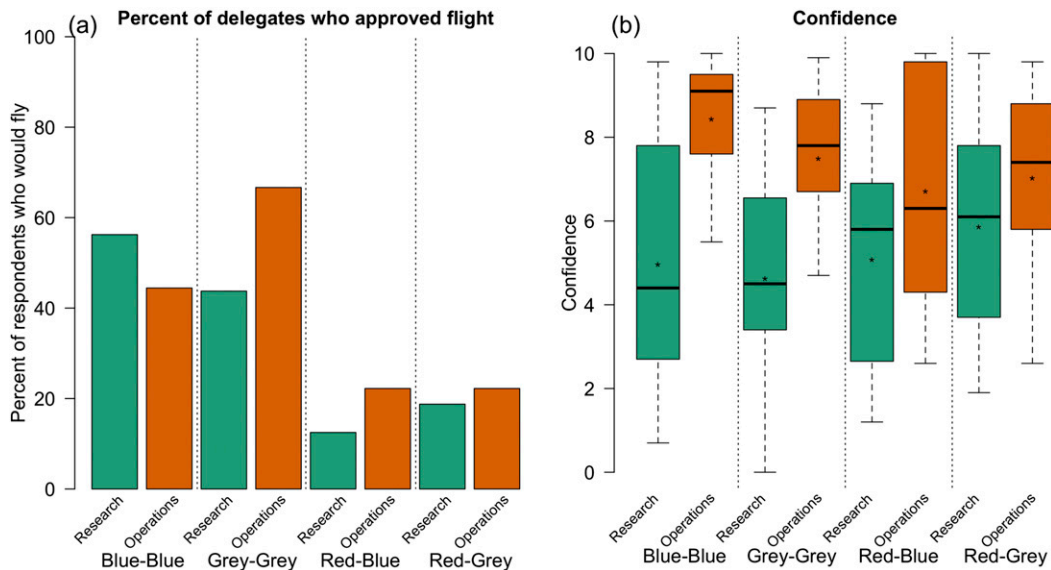 (a)
Percent of delegates who approved flight
Percent of respondents who would fly
100
80
60
40
20
0
Research
Operations
Research
Operations
Research
Operations
Research
Operations
Blue-Blue
Grey-Grey
Red-Blue
Red-Grey
(b)
Confidence
Confidence
10
8
6
4
2
0
Research
Operations
Research
Operations
Research
Operations
Research
Operations
Blue-Blue
Grey-Grey
Red-Blue
Red-Grey